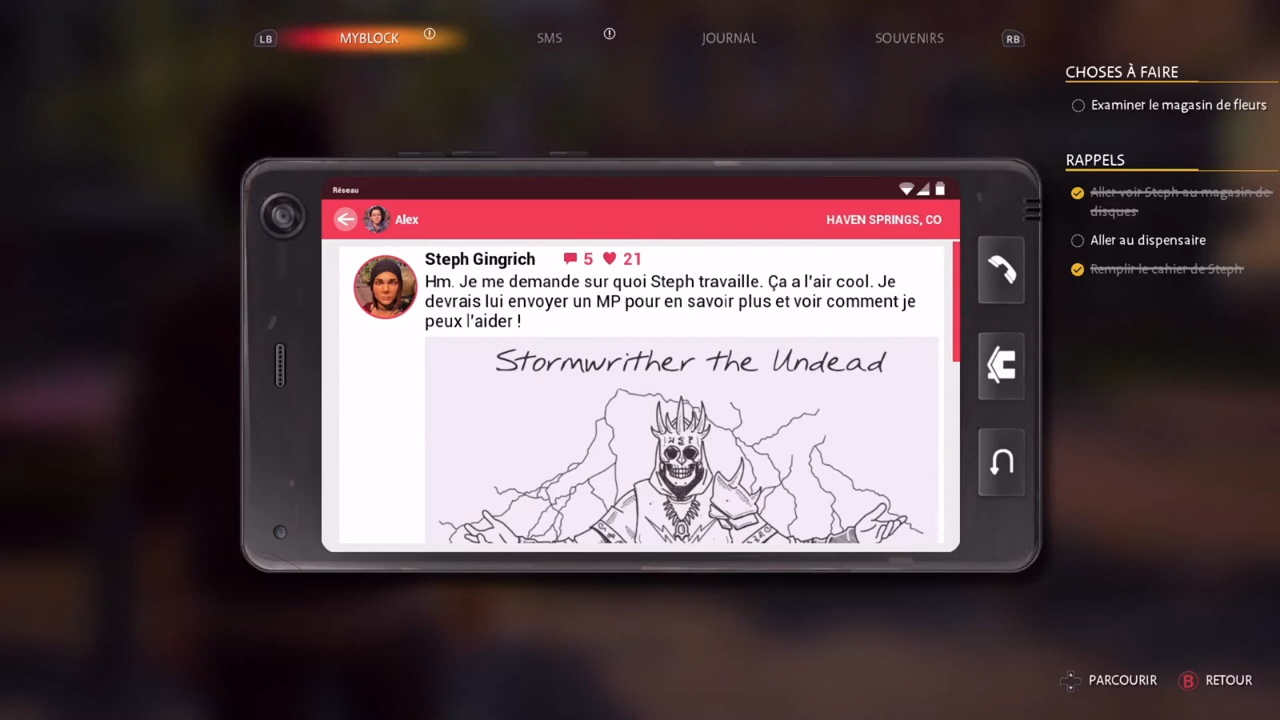 LB
MYBLOCK
SMS
JOURNAL
SOUVENIRS
RB
CHOSES À FAIRE
Examiner le magasin de fleurs
RAPPELS
Aller voir Steph au magasin de
disques
Aller au dispensaire
Remplir le cahier de Steph
Réseau
Alex
HAVEN SPRINGS, CO
Steph Gingrich 5 21
Hm. Je me demande sur quoi Steph travaille. Ça a l'air cool. Je
devrais lui envoyer un MP pour en savoir plus et voir comment je
peux l'aider !
Stormwrither the Undead
PARCOURIR
B RETOUR